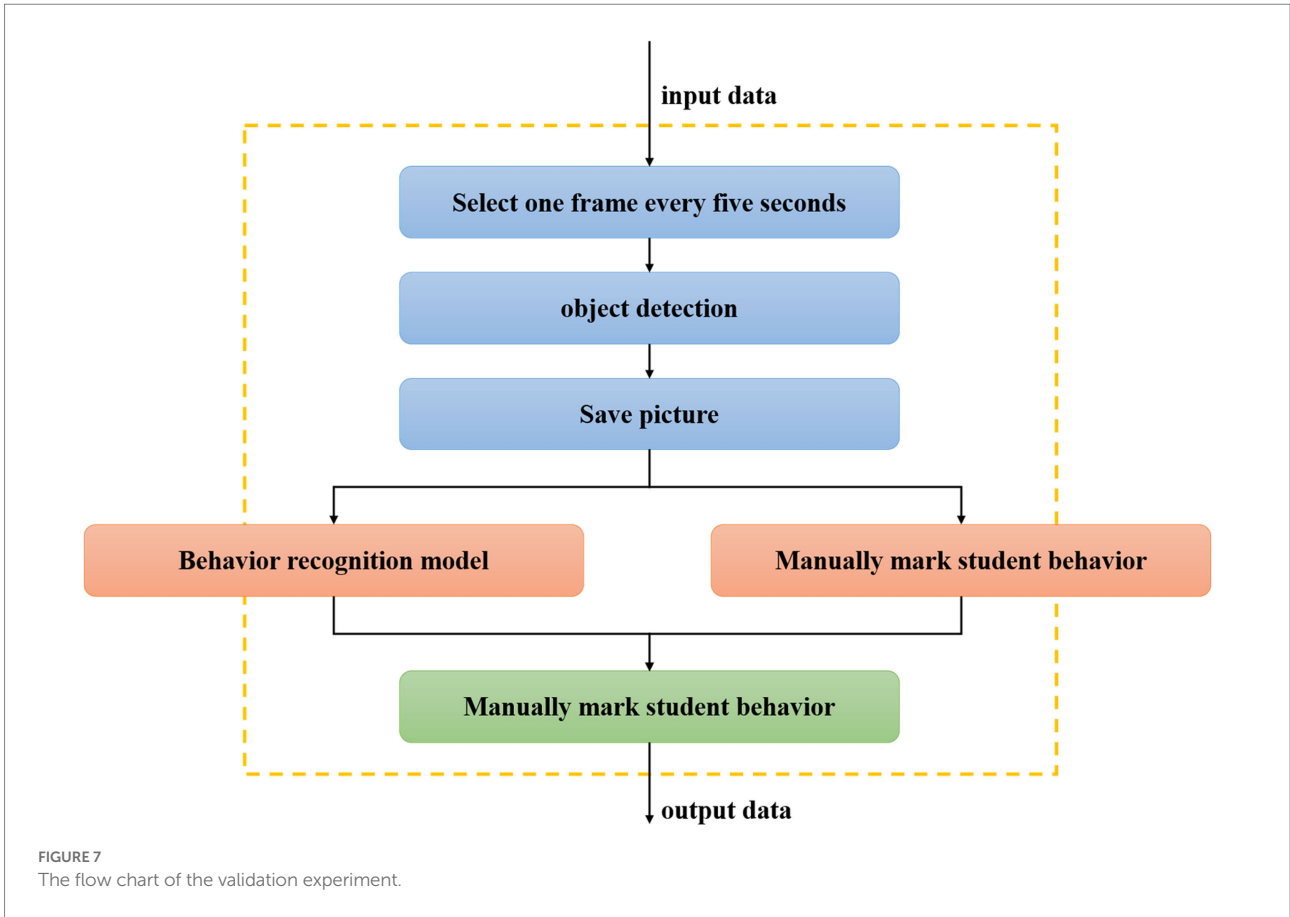 input data
Select one frame every five seconds
object detection
Save picture
Behavior recognition model
Manually mark student behavior
Manually mark student behavior
output data
FIGURE 7
The flow chart of the validation experiment.